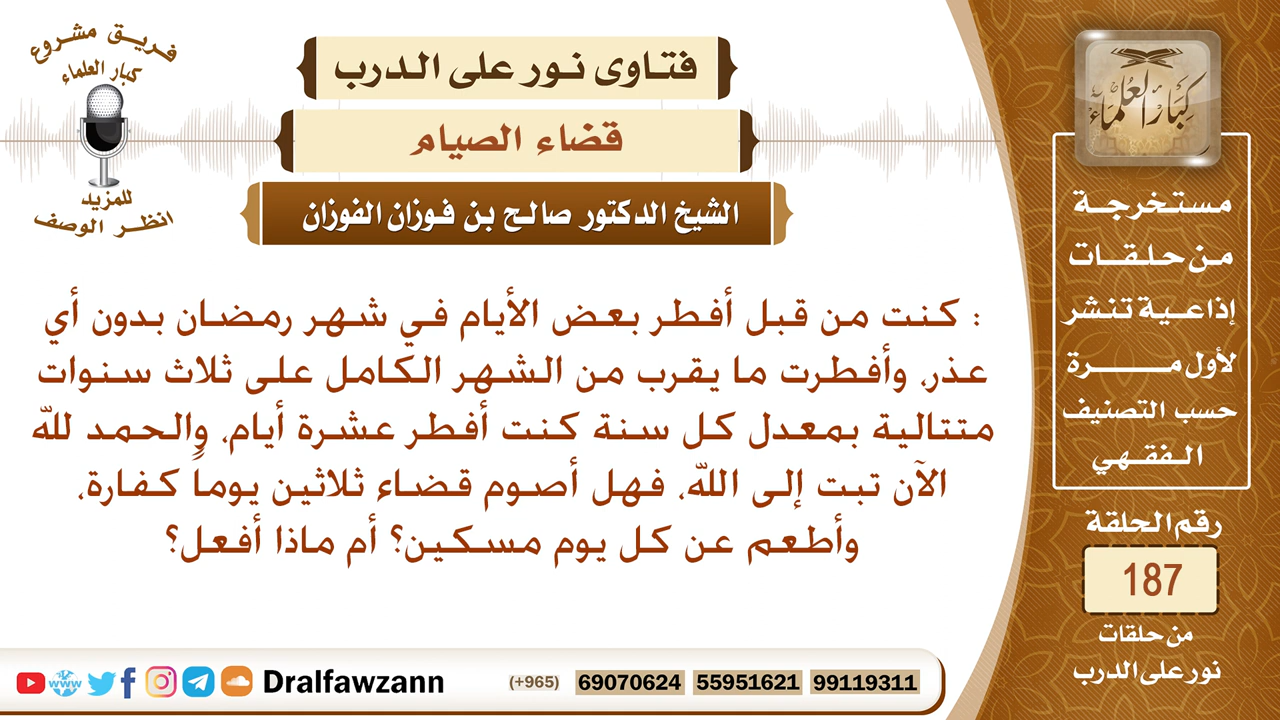 فريق مشروع
كبار العلماء
للمزيد
انظر الوصف
فتاوى نور على الدرب
قضاء الصيام
الشيخ الدكتور صالح بن فوزان الفوزان
: كنت من قبل أفطر بعض الأيام في شهر رمضان بدون أي
عذر، وأفطرت ما يقرب من الشهر الكامل على ثلاث سنوات
متتالية بمعدل كل سنة كنت أفطر عشرة أيام، والحمد لله
الآن تبت إلى الله، فهل أصوم قضاء ثلاثين يوماً كفارة،
وأطعم عن كل يوم مسكين؟ أم ماذا أفعل؟
كبار العلماء
مستخرجة
من حلقات
إذاعية تنشر
لأول مرة
حسب التصنيف
الفقهي
رقم الحلقة
187
من حلقات
نور على الدرب
www Dralfawzann (+965) 69070624 55951621 99119311